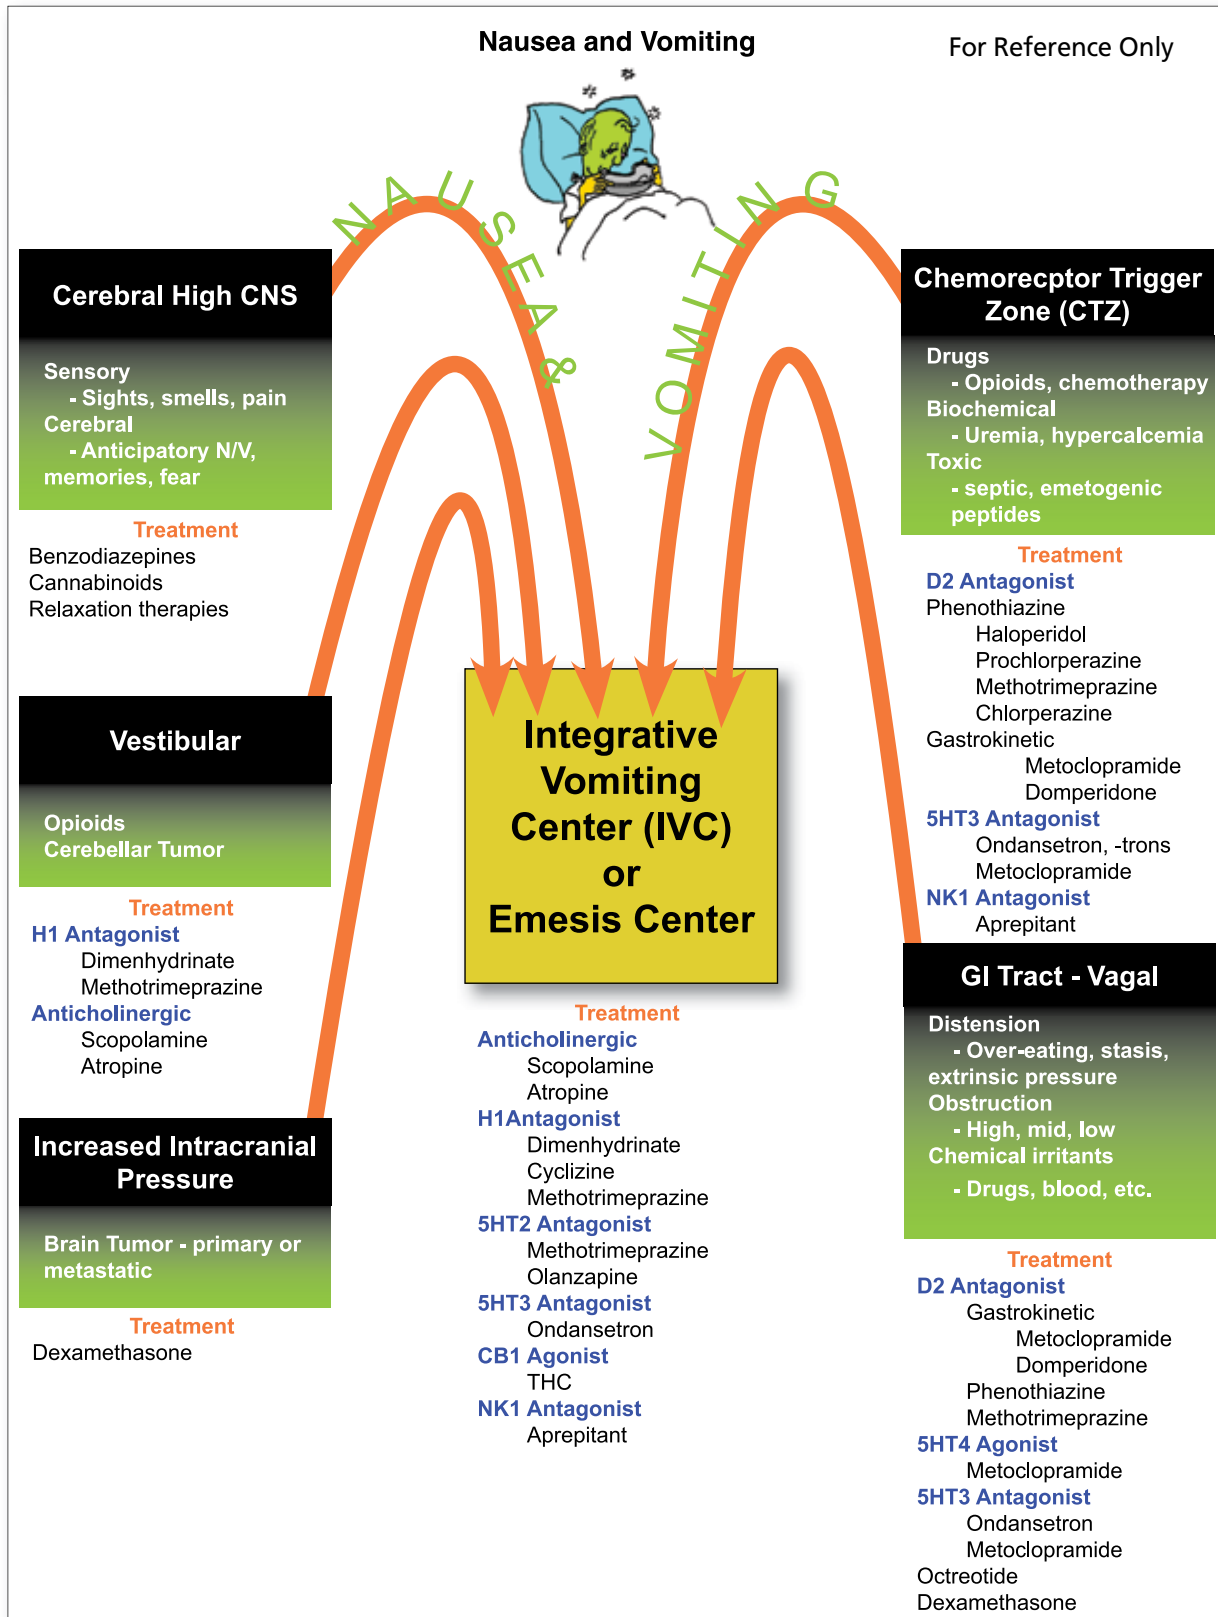 Nausea and Vomiting
For Reference Only
NAUSEA &
VOMITING
Cerebral High CNS
Sensory
- Sights, smells, pain
Cerebral
- Anticipatory N/V,
memories, fear
Treatment
Benzodiazepines
Cannabinoids
Relaxation therapies
Vestibular
Opioids
Cerebellar Tumor
Treatment
H1 Antagonist
Dimenhydrinate
Methotrimeprazine
Anticholinergic
Scopolamine
Atropine
Increased Intracranial
Pressure
Brain Tumor - primary or
metastatic
Treatment
Dexamethasone
Integrative
Vomiting
Center (IVC)
or
Emesis Center
Treatment
Anticholinergic
Scopolamine
Atropine
H1Antagonist
Dimenhydrinate
Cyclizine
Methotrimeprazine
5HT2 Antagonist
Methotrimeprazine
Olanzapine
5HT3 Antagonist
Ondansetron
CB1 Agonist
THC
NK1 Antagonist
Aprepitant
Chemorecptor Trigger
Zone (CTZ)
Drugs
- Opioids, chemotherapy
Biochemical
- Uremia, hypercalcemia
Toxic
- septic, emetogenic
peptides
Treatment
D2 Antagonist
Phenothiazine
Haloperidol
Prochlorperazine
Methotrimeprazine
Chlorperazine
Gastrokinetic
Metoclopramide
Domperidone
5HT3 Antagonist
Ondansetron, -trons
Metoclopramide
NK1 Antagonist
Aprepitant
GI Tract - Vagal
Distension
- Over-eating, stasis,
extrinsic pressure
Obstruction
- High, mid, low
Chemical irritants
- Drugs, blood, etc.
Treatment
D2 Antagonist
Gastrokinetic
Metoclopramide
Domperidone
Phenothiazine
Methotrimeprazine
5HT4 Agonist
Metoclopramide
5HT3 Antagonist
Ondansetron
Metoclopramide
Octreotide
Dexamethasone